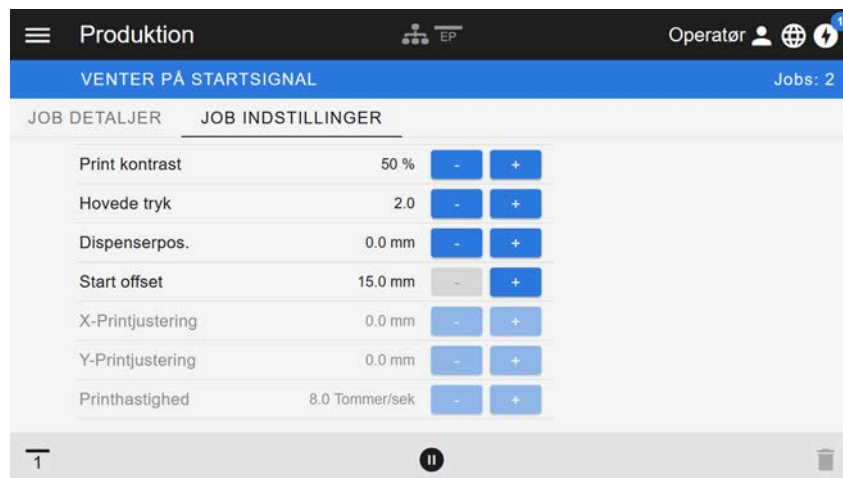 Produktion EP Operatør 1
VENTER PÅ STARTSIGNAL Jobs: 2
JOB DETALJER JOB INDSTILLINGER
Print kontrast 50 % - +
Hovede tryk 2.0 - +
Dispenserpos. 0.0 mm - +
Start offset 15.0 mm - +
X-Printjustering 0.0 mm - +
Y-Printjustering 0.0 mm - +
Printhastighed 8.0 Tommer/sek - +
1